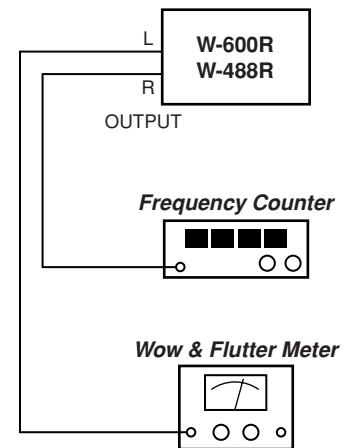 L
W-600R
W-488R
R
OUTPUT
Frequency Counter
Wow & Flutter Meter